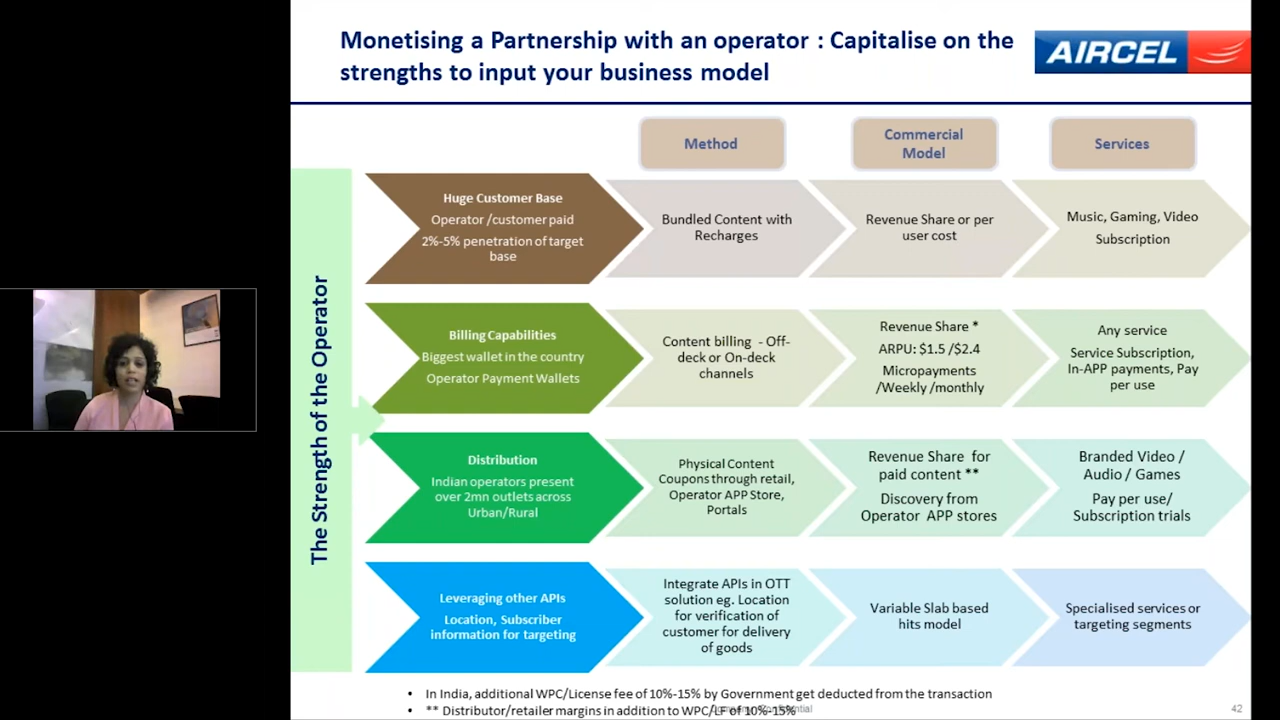 Monetising a Partnership with an operator : Capitalise on the
strengths to input your business model
AIRCEL
Method
Commercial
Model
Services
The Strength of the Operator
Huge Customer Base
Operator /customer paid
2%-5% penetration of target
base
Bundled Content with
Recharges
Revenue Share or per
user cost
Music, Gaming, Video
Subscription
Billing Capabilities
Biggest wallet in the country
Operator Payment Wallets
Content billing - Off-
deck or On-deck
channels
Revenue Share *
ARPU: $1.5 /$2.4
Micropayments
/Weekly /monthly
Any service
Service Subscription,
In-APP payments, Pay
per use
Distribution
Indian operators present
over 2mn outlets across
Urban/Rural
Physical Content
Coupons through retail,
Operator APP Store,
Portals
Revenue Share for
paid content **
Discovery from
Operator APP stores
Branded Video /
Audio / Games
Pay per use/
Subscription trials
Leveraging other APIs
Location, Subscriber
information for targeting
Integrate APIs in OTT
solution eg. Location
for verification of
customer for delivery
of goods
Variable Slab based
hits model
Specialised services or
targeting segments
• In India, additional WPC/License fee of 10%-15% by Government get deducted from the transaction
• ** Distributor/retailer margins in addition to WPC/LF of 10%-15%
42